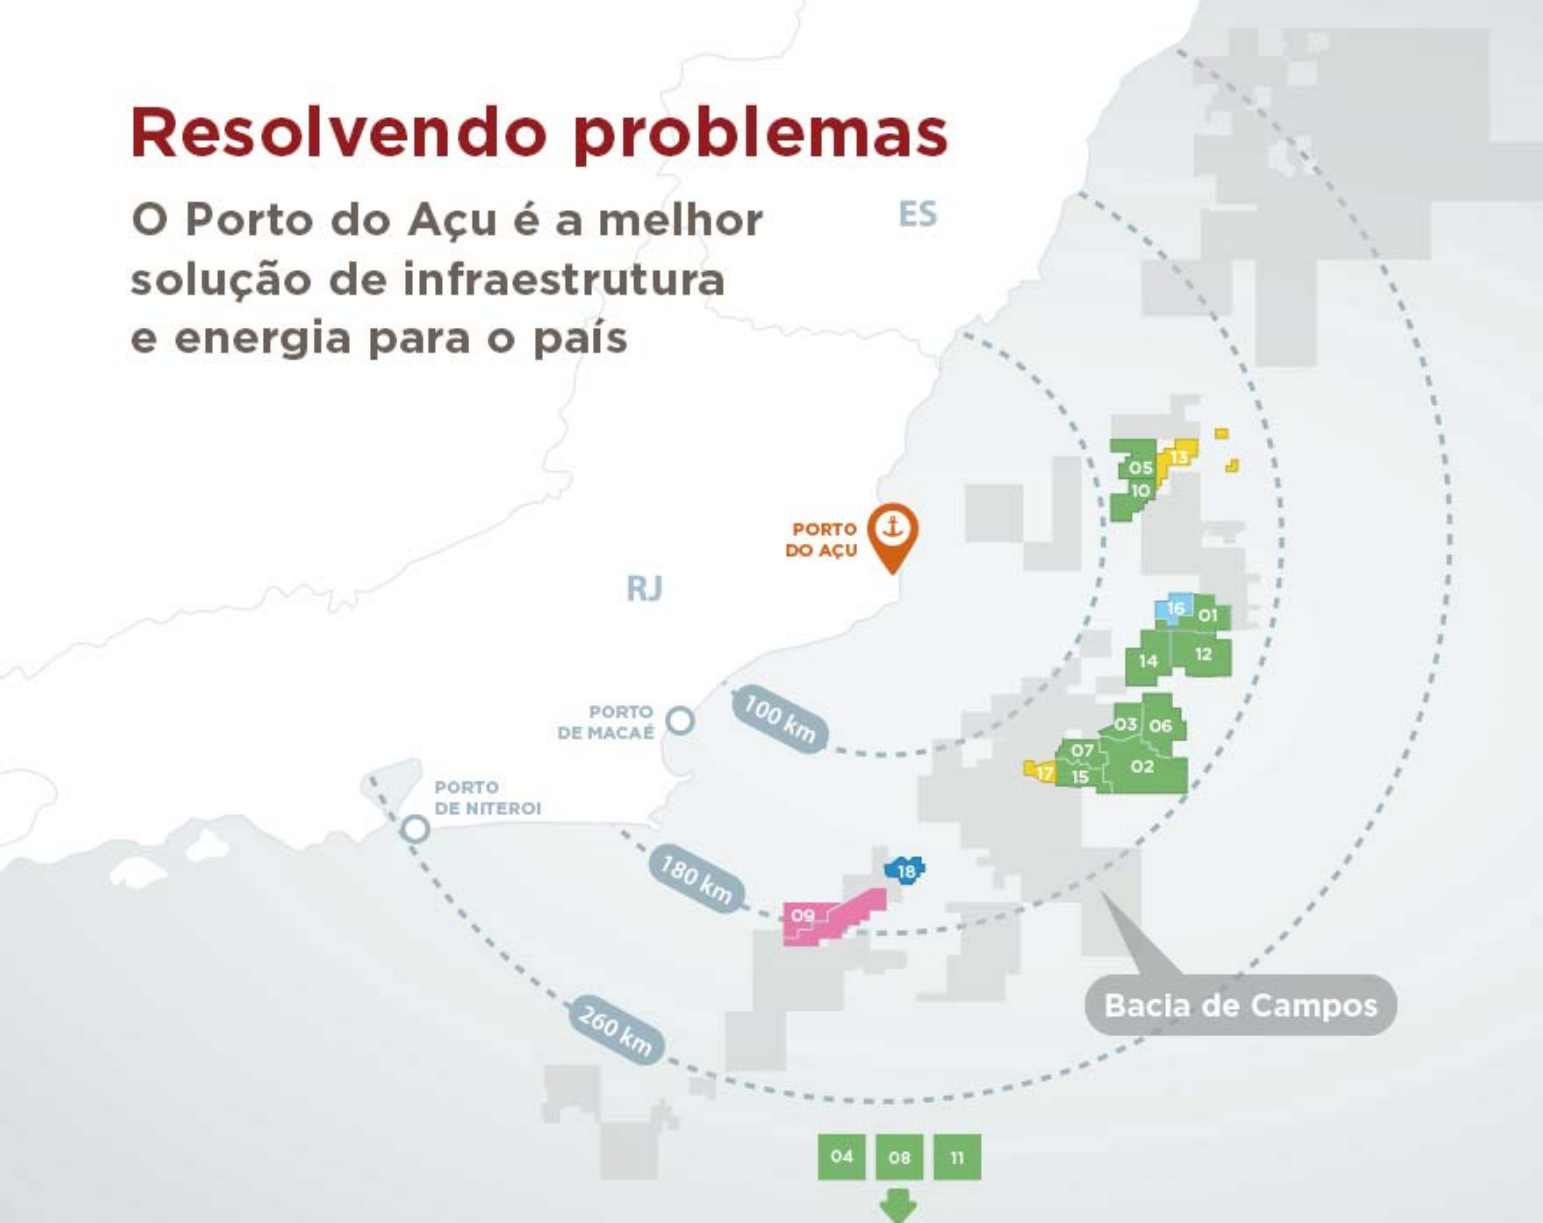 Resolvendo problemas
O Porto do Açu é a melhor
solução de infraestrutura
e energia para o país
ES
05
13
10
PORTO
DO AÇU
RJ
16
01
14
12
PORTO
DE MACAÉ
100 km
03
06
07
02
17
15
PORTO
DE NITEROI
180 km
18
09
Bacia de Campos
260 km
04
08
11